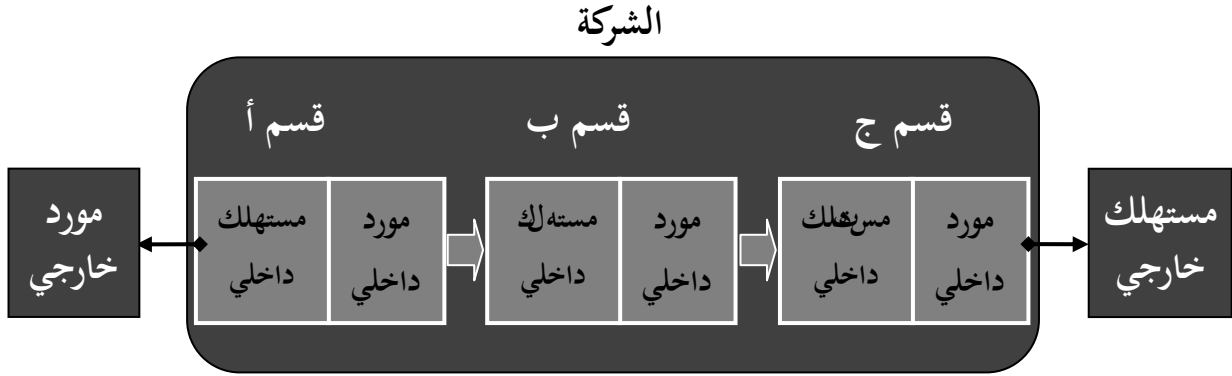 الشركة
قسم أ
قسم ب
قسم ج
مورد
خارجي
مستهلك
داخلي
مورد
داخلي
مستهلك
داخلي
مورد
داخلي
مستهلك
داخلي
مورد
داخلي
مستهلك
خارجي